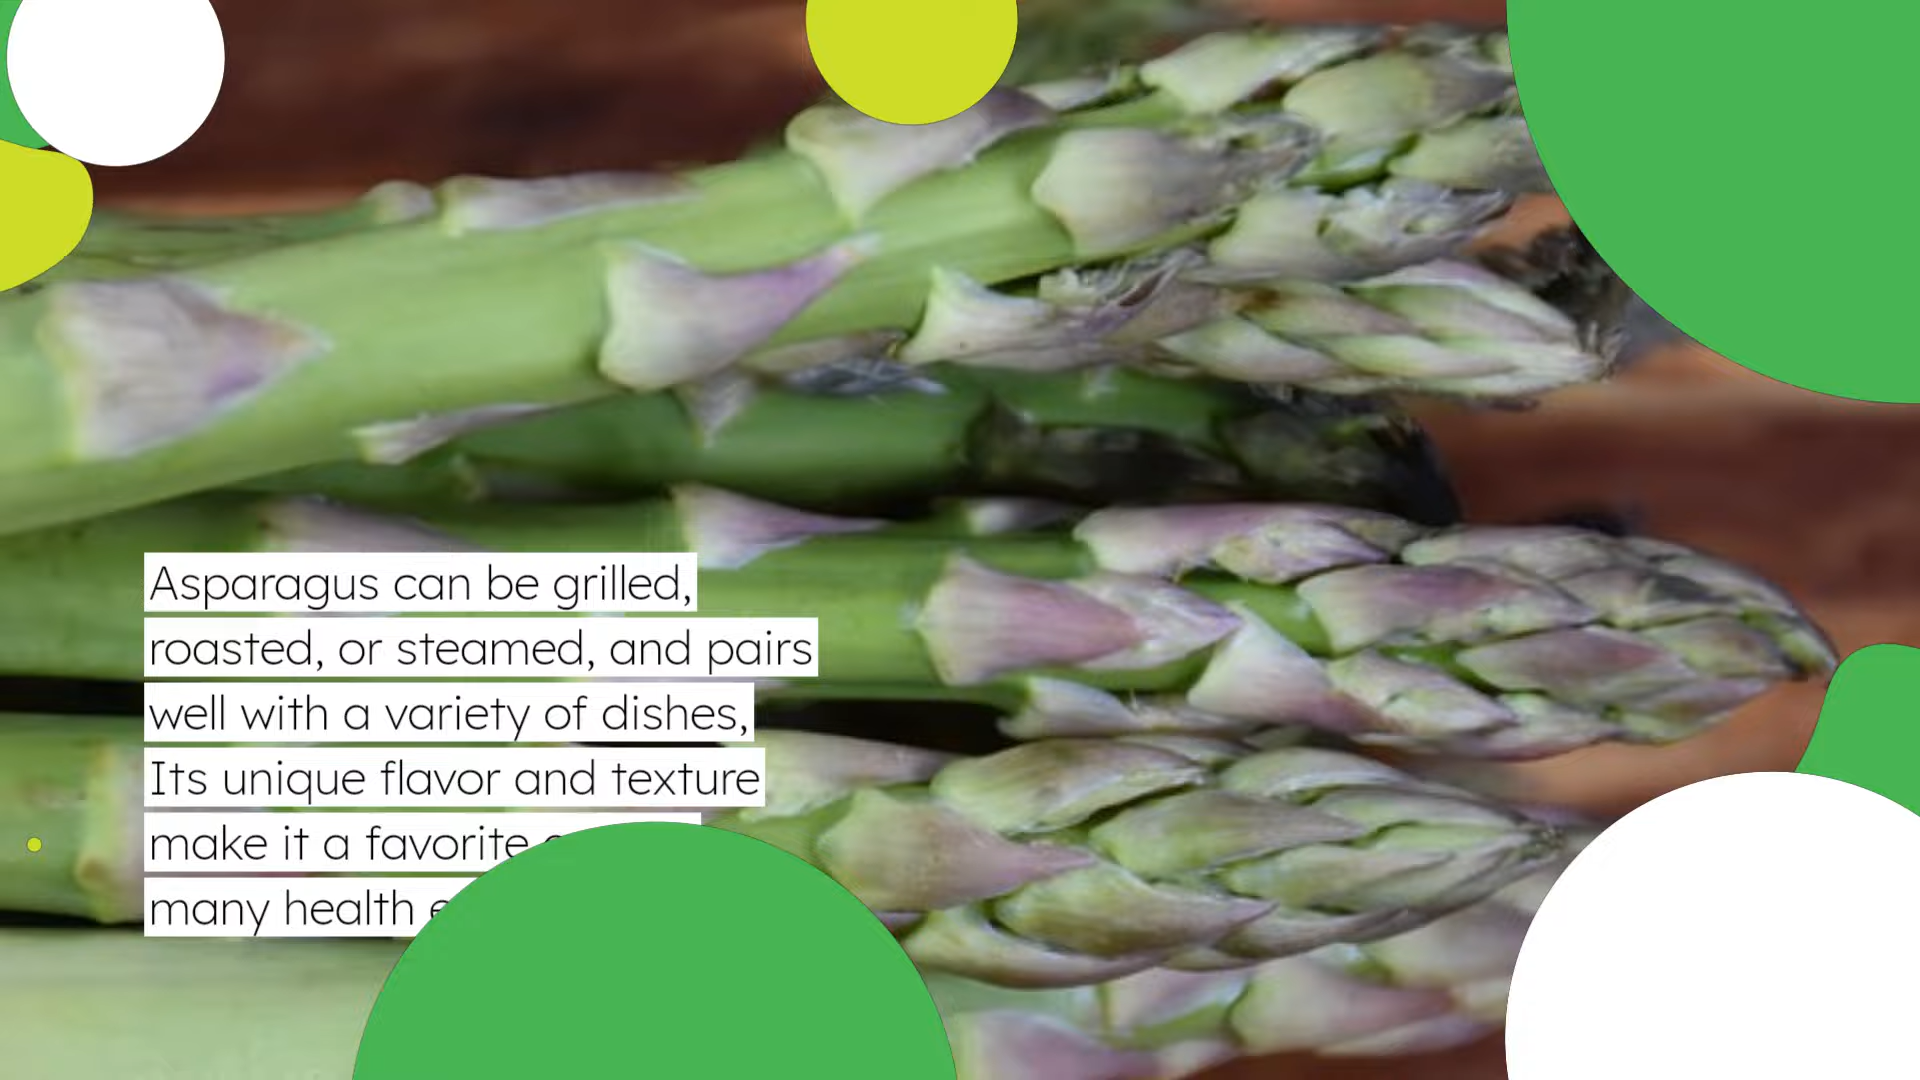 Asparagus can be grilled,
roasted, or steamed, and pairs
well with a variety of dishes,
Its unique flavor and texture
make it a favorite
many health